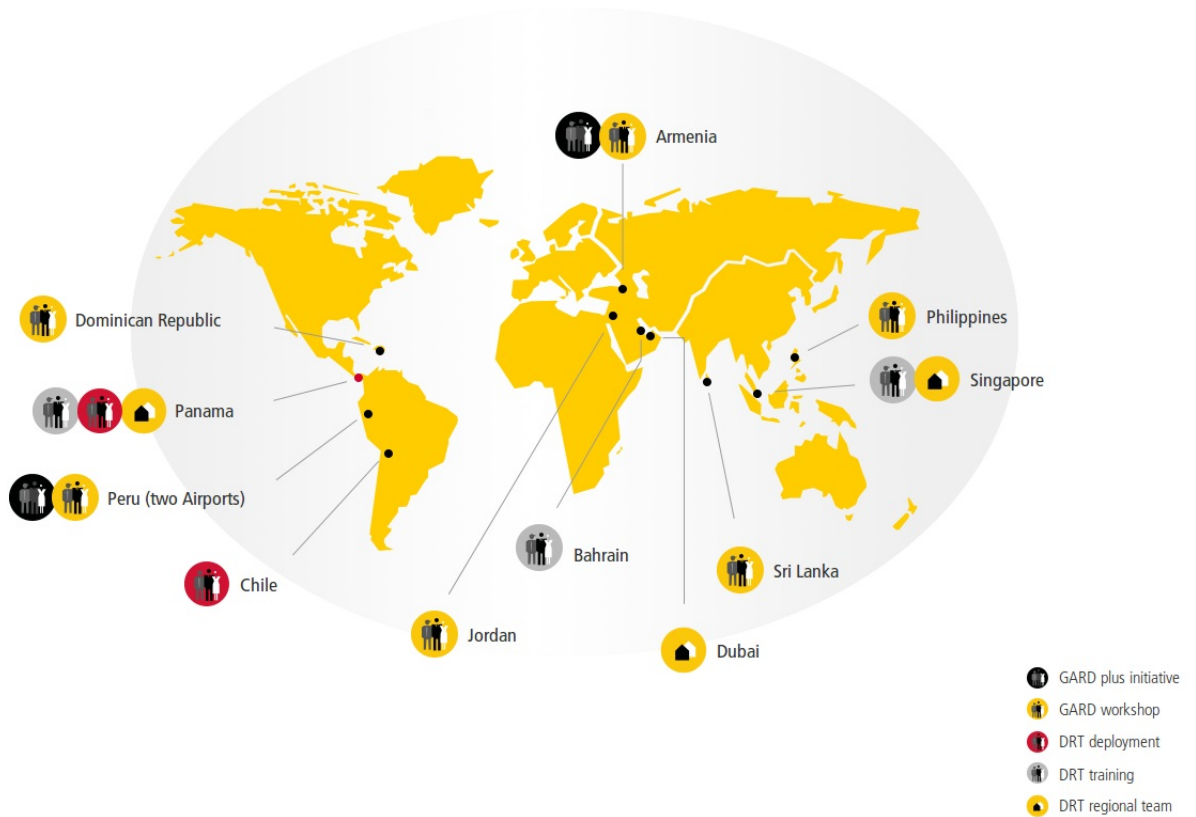 Armenia
Dominican Republic
Philippines
Singapore
Panama
Peru (two Airports)
Bahrain
Sri Lanka
Chile
Jordan
Dubai
GARD plus initiative
GARD workshop
DRT deployment
DRT training
DRT regional team